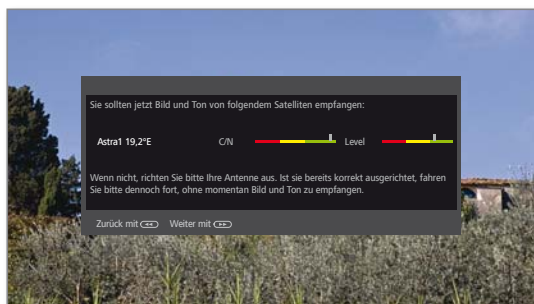 Sie sollten jetzt Bild und Ton von folgendem Satelliten empfangen:
Astra1 19,2°E C/N Level
Wenn nicht, richten Sie bitte Ihre Antenne aus. Ist sie bereits korrekt ausgerichtet, fahren
Sie bitte dennoch fort, ohne momentan Bild und Ton zu empfangen.
Zurück mit Weiter mit